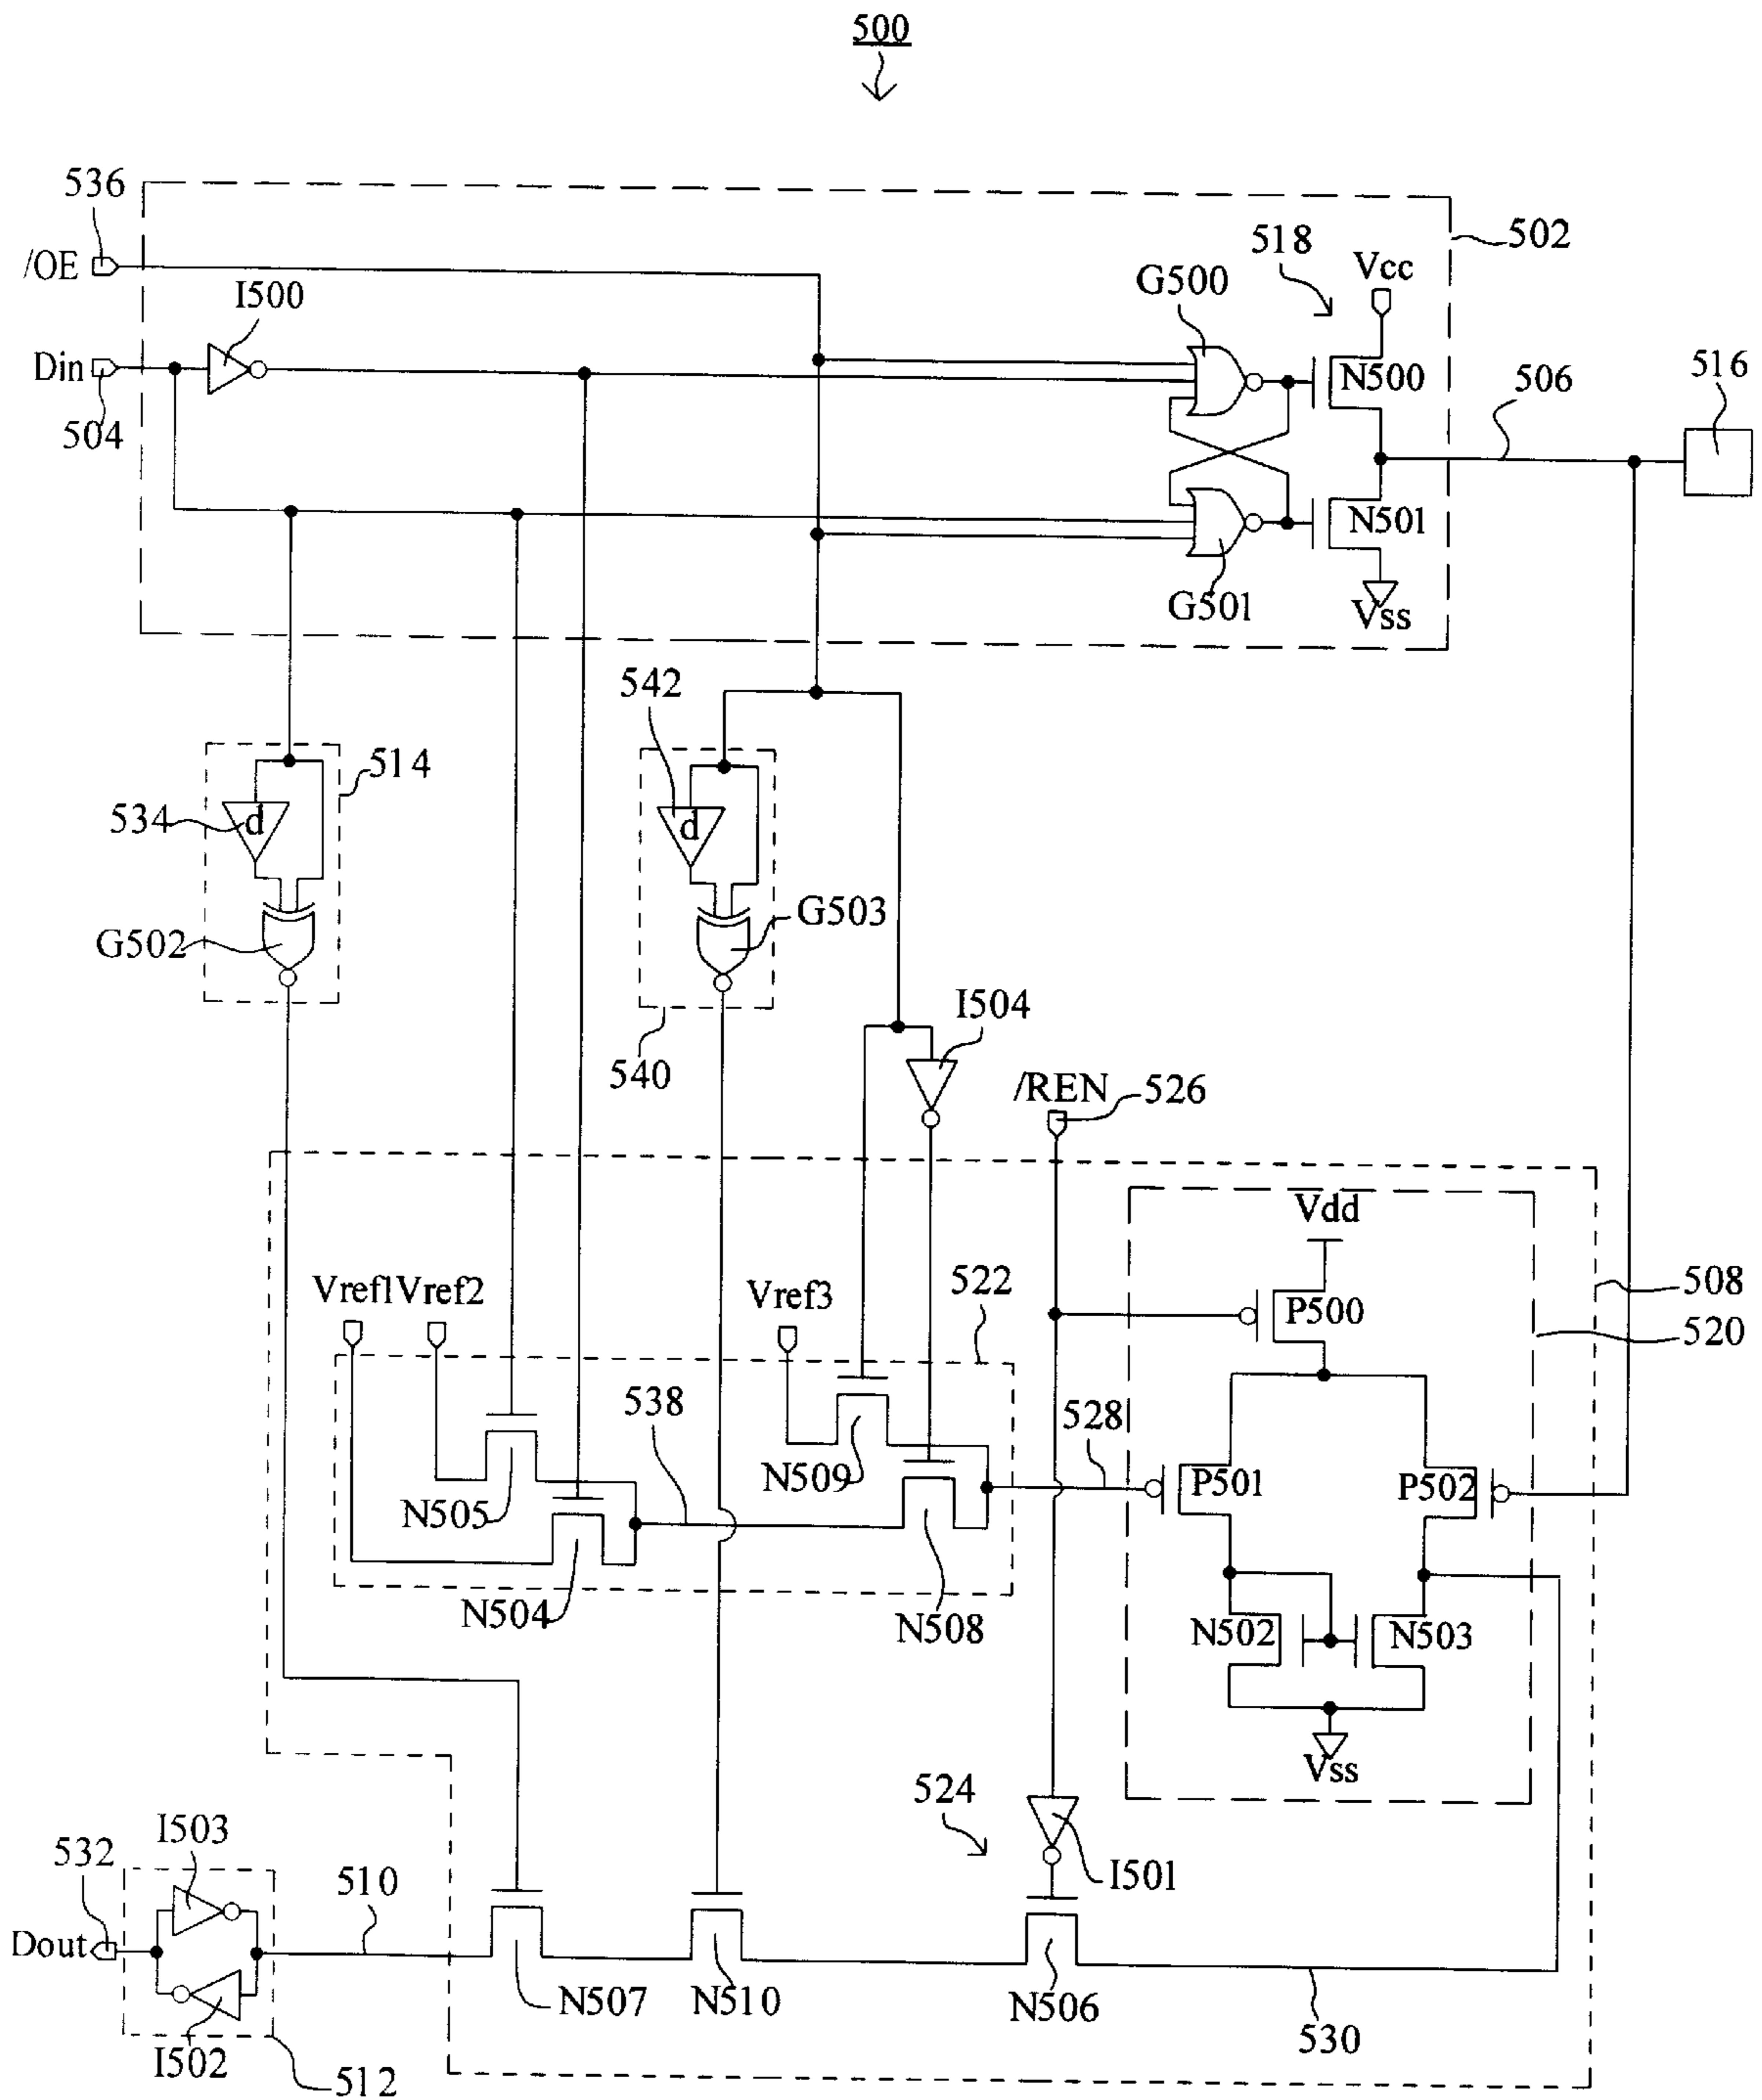 500
536
502
518
/OE
Vcc
G500
I500
516
Din
N500
506
504
N501
G501
Vss
542
514
534
d
d
G503
G502
I504
540
/REN
526
Vdd
522
508
Vref1
Vref2
Vref3
P500
520
538
528
N509
P501
P502
N505
N504
N508
N502
N503
Vss
524
I503
532
510
I501
Dout
N507
N510
N506
530
I502
512